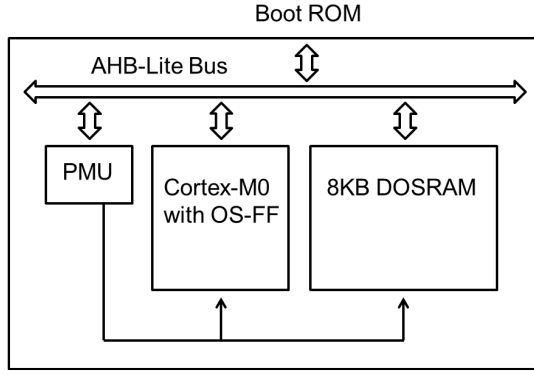 Boot ROM
AHB-Lite Bus
PMU
Cortex-M0
with OS-FF
8KB DOSRAM